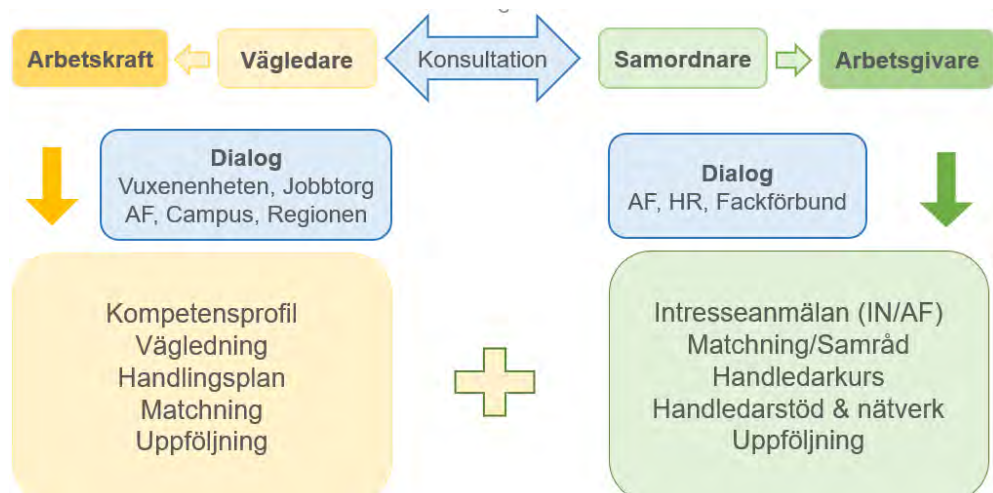 Arbetskraft
Vägledare
Konsultation
Samordnare
Arbetsgivare
Dialog
Vuxenenheten, Jobbtorg
AF, Campus, Regionen
Dialog
AF, HR, Fackförbund
Kompetensprofil
Vägledning
Handlingsplan
Matchning
Uppföljning
Intresseanmälan (IN/AF)
Matchning/Samråd
Handledarkurs
Handledarstöd & nätverk
Uppföljning